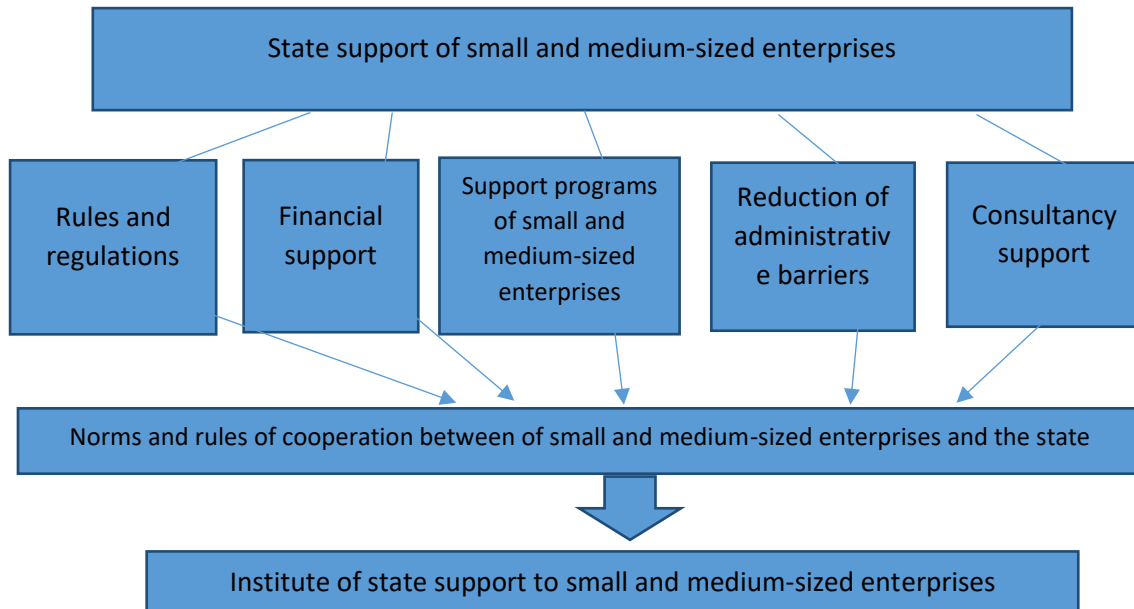 State support of small and medium-sized enterprises
Rules and
regulations
Financial
support
Support programs
of small and
medium-sized
enterprises
Reduction of
administrativ
e barriers
Consultancy
support
Norms and rules of cooperation between of small and medium-sized enterprises and the state
Institute of state support to small and medium-sized enterprises